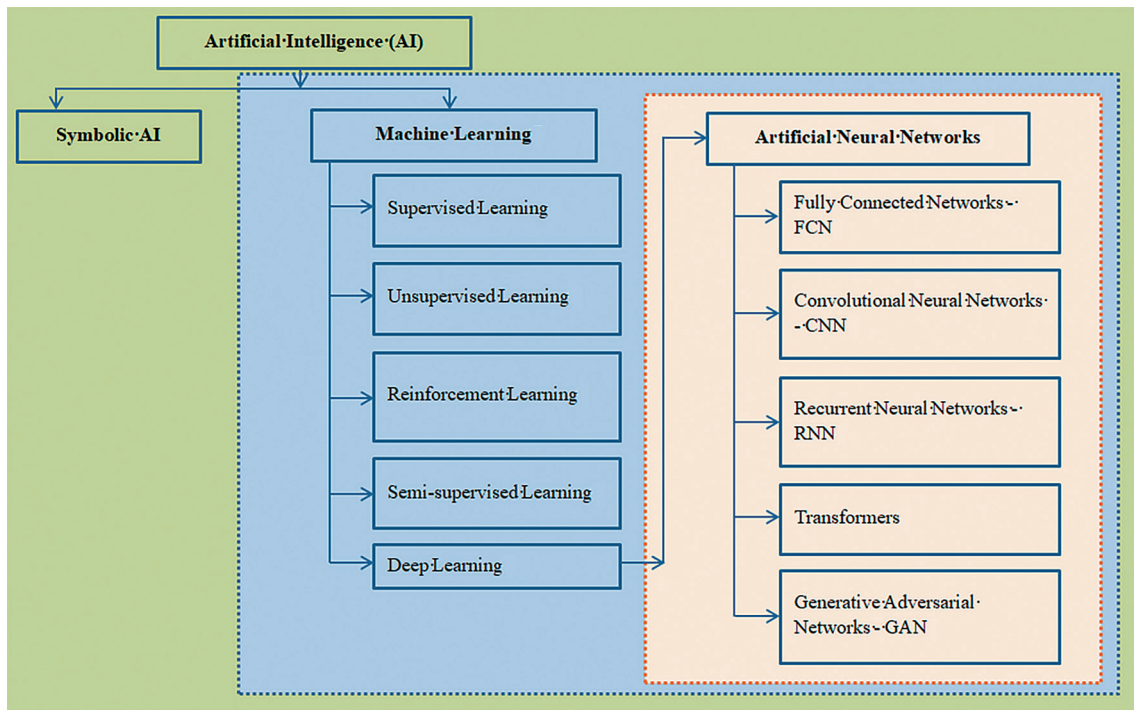 Artificial·Intelligence·(AI)
Symbolic·AI
Machine·Learning
Supervised·Learning
Unsupervised·Learning
Reinforcement·Learning
Semi-supervised·Learning
Deep·Learning
Artificial·Neural·Networks
Fully·Connected·Networks·-·
FCN
Convolutional·Neural·Networks·
-·CNN
Recurrent·Neural·Networks·-·
RNN
Transformers
Generative·Adversarial·
Networks·-·GAN